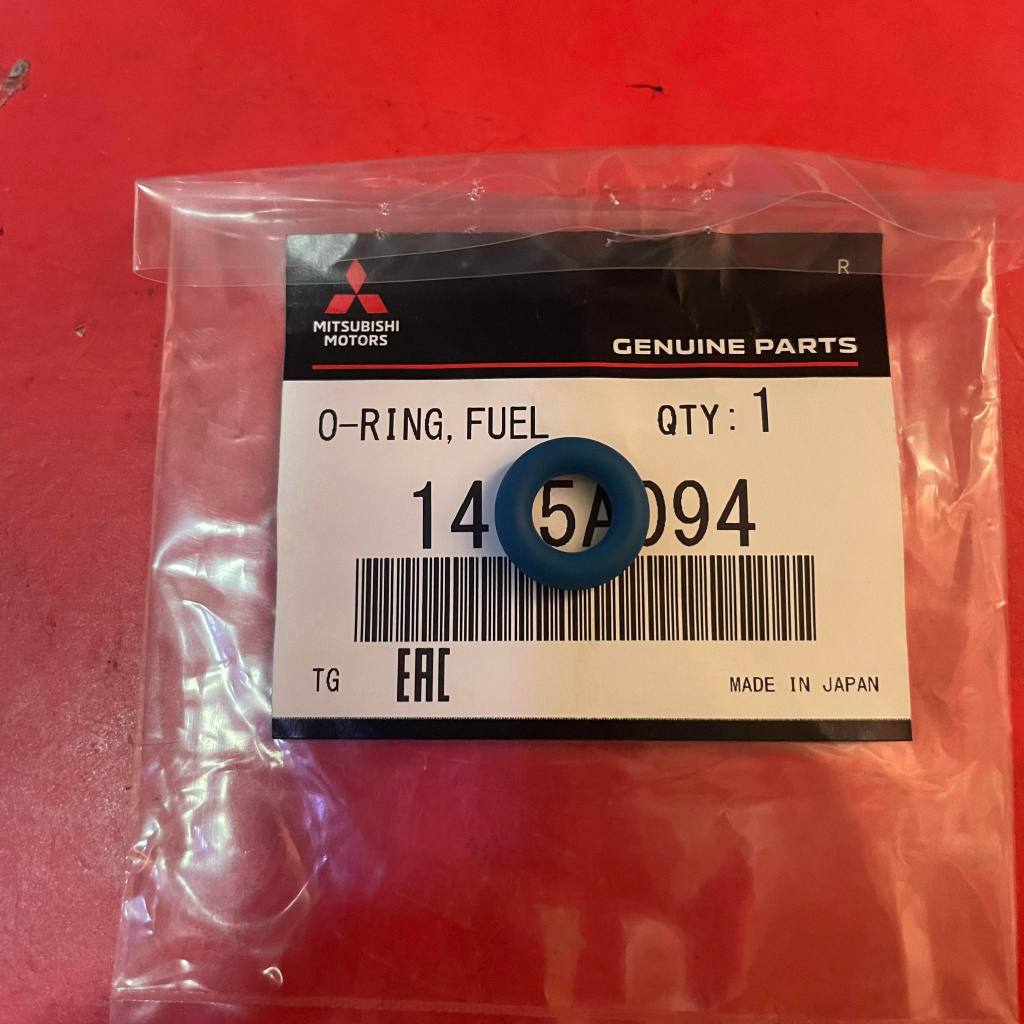 R
MITSUBISHI
MOTORS
GENUINE PARTS
O-RING, FUEL QTY: 1
TG EAC MADE IN JAPAN